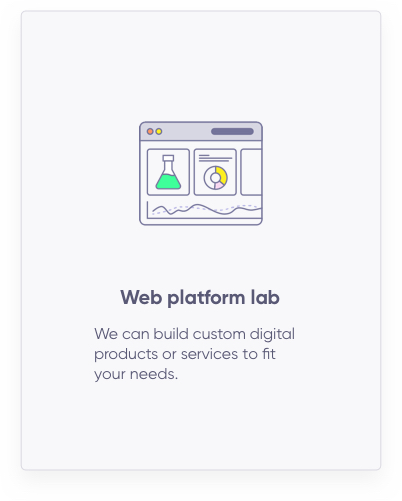 Web platform lab
We can build custom digital
products or services to fit
your needs.